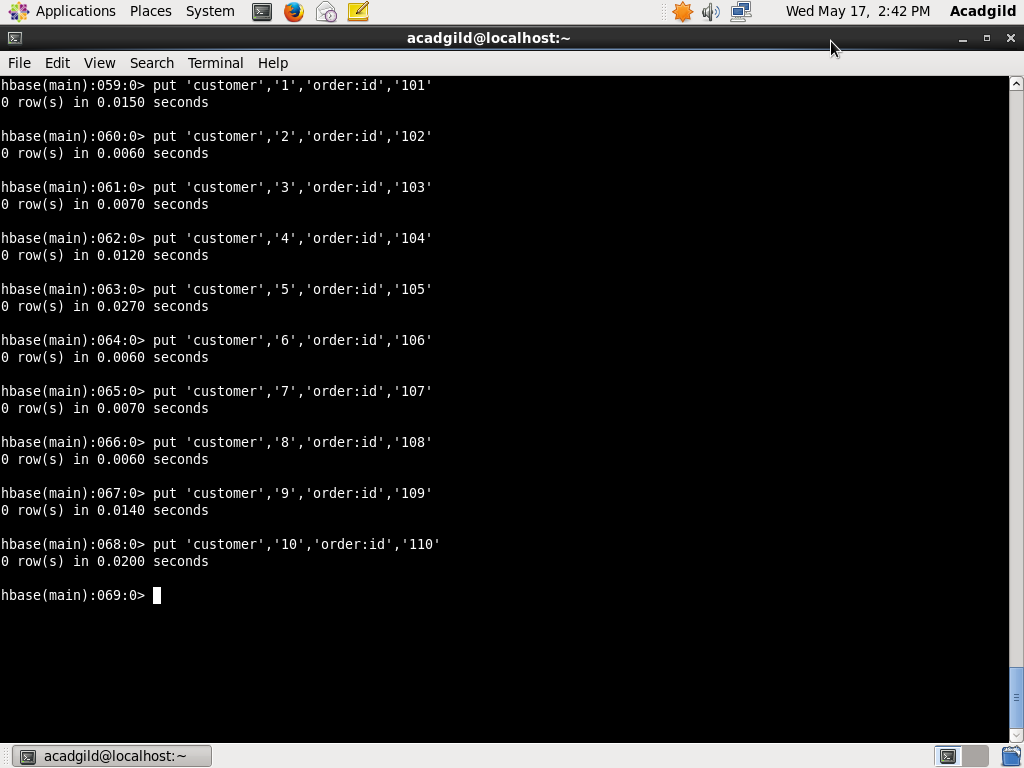 Applications Places System Wed May 17, 2:42 PM Acadgild
acadgild@localhost:~
File Edit View Search Terminal Help
hbase(main):059:0> put 'customer','1','order:id','101'
0 row(s) in 0.0150 seconds
hbase(main):060:0> put 'customer','2','order:id','102'
0 row(s) in 0.0060 seconds
hbase(main):061:0> put 'customer','3','order:id','103'
0 row(s) in 0.0070 seconds
hbase(main):062:0> put 'customer','4','order:id','104'
0 row(s) in 0.0120 seconds
hbase(main):063:0> put 'customer','5','order:id','105'
0 row(s) in 0.0270 seconds
hbase(main):064:0> put 'customer','6','order:id','106'
0 row(s) in 0.0060 seconds
hbase(main):065:0> put 'customer','7','order:id','107'
0 row(s) in 0.0070 seconds
hbase(main):066:0> put 'customer','8','order:id','108'
0 row(s) in 0.0060 seconds
hbase(main):067:0> put 'customer','9','order:id','109'
0 row(s) in 0.0140 seconds
hbase(main):068:0> put 'customer','10','order:id','110'
0 row(s) in 0.0200 seconds
hbase(main):069:0>
acadgild@localhost:~